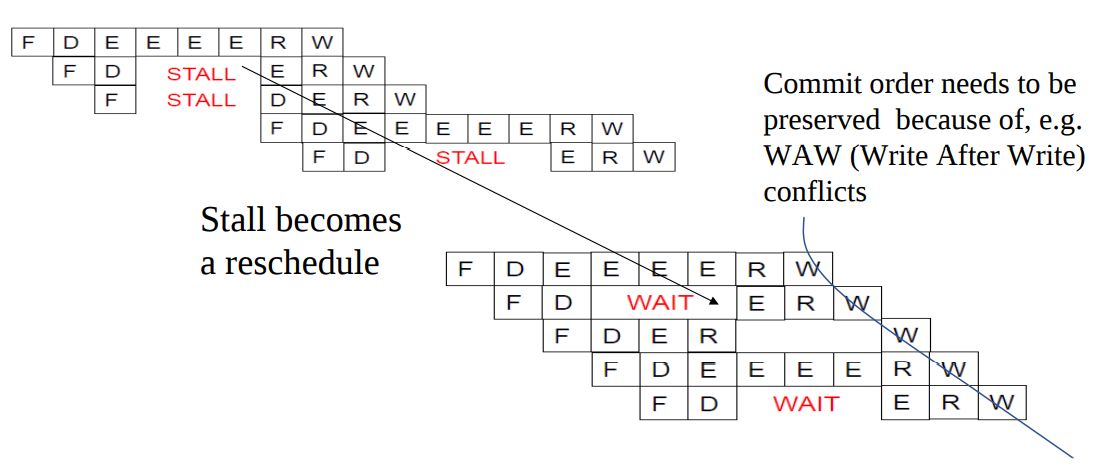 F D E E E E R W
F D STALL E R W
F STALL D E R W
F D E E E E E R W
F D STALL E R W
Stall becomes
a reschedule
Commit order needs to be
preserved because of, e.g.
WAW (Write After Write)
conflicts
F D E E E E R W
F D WAIT E R W
F D E R W
F D E E E E R W
F D WAIT E R W